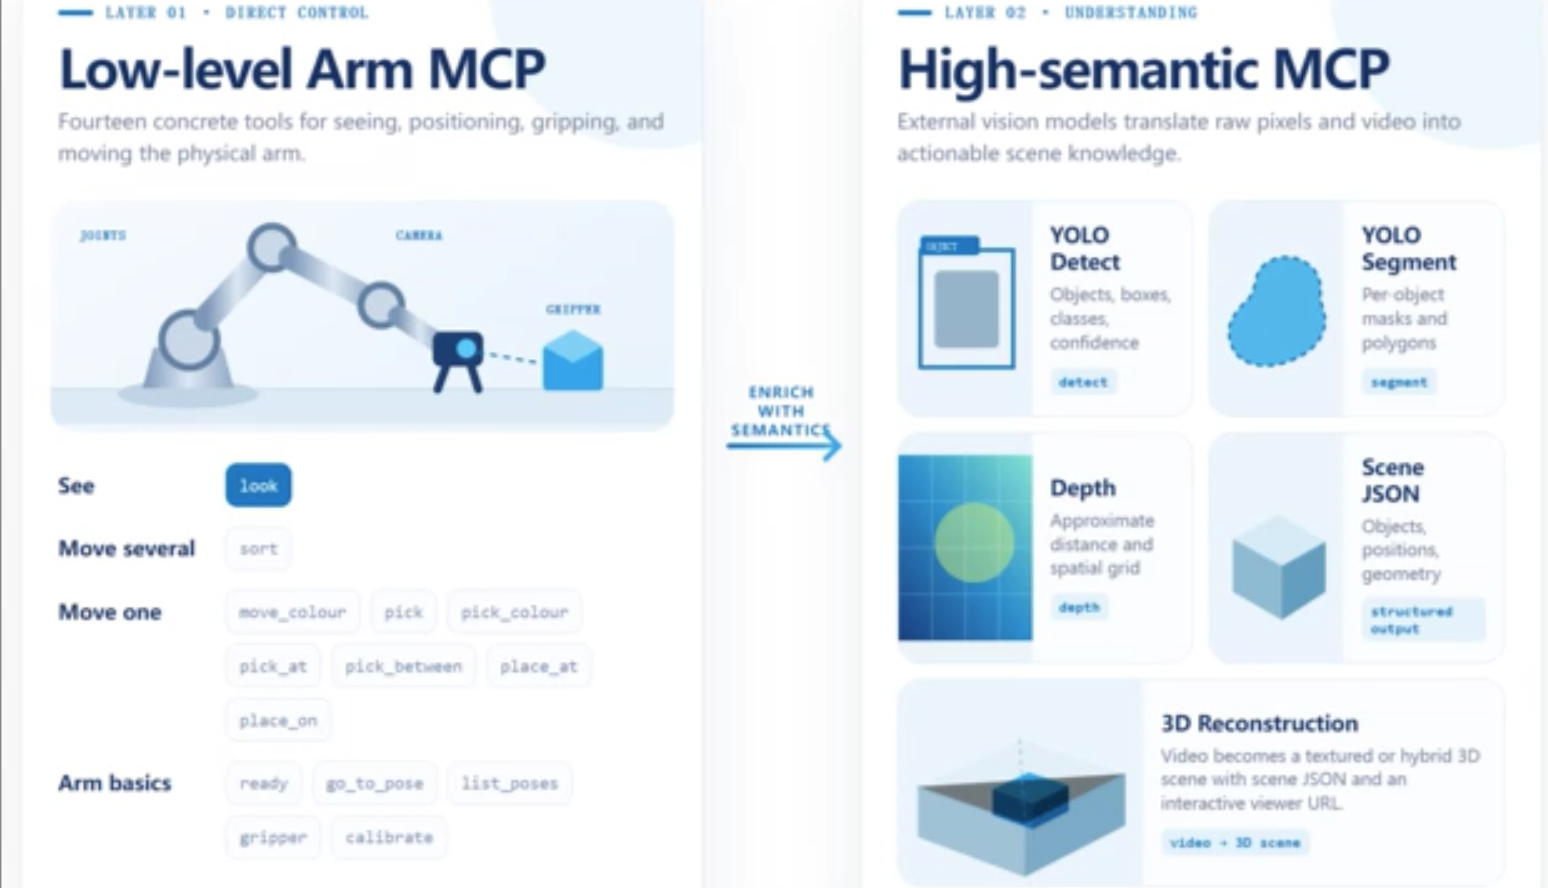 LAYER 01 • DIRECT CONTROL
Low-level Arm MCP
Fourteen concrete tools for seeing, positioning, gripping, and
moving the physical arm.
JOINTS
CAMERA
GRIPPER
See
look
Move several
sort
Move one
move_colour
pick
pick_colour
pick_at
pick_between
place_at
place_on
Arm basics
ready
go_to_pose
list_poses
gripper
calibrate
ENRICH
WITH
SEMANTICS
LAYER 02 • UNDERSTANDING
High-semantic MCP
External vision models translate raw pixels and video into
actionable scene knowledge.
OBJECT
YOLO
Detect
Objects, boxes,
classes,
confidence
detect
YOLO
Segment
Per-object
masks and
polygons
segment
Depth
Approximate
distance and
spatial grid
depth
Scene
JSON
Objects,
positions,
geometry
structured
output
3D Reconstruction
Video becomes a textured or hybrid 3D
scene with scene JSON and an
interactive viewer URL.
video → 3D scene